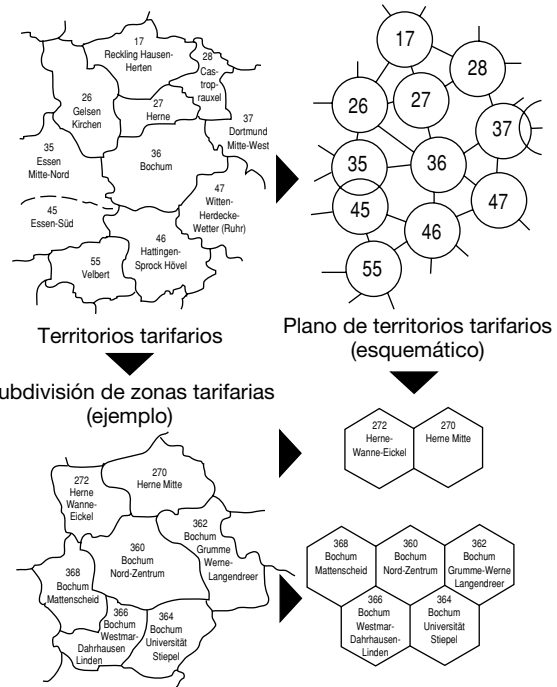 17
Reckling Hausen-
Herten
28
Cas-
trop-
rauxel
26
Gelsen
Kirchen
27
Herne
37
Dortmund
Mitte-West
35
Essen
Mitte-Nord
36
Bochum
47
Witten-
Herdecke-
Wetter (Ruhr)
45
Essen-Süd
46
Hattingen-
Sprock Hövel
55
Velbert
17
28
26
27
37
35
36
45
47
46
55
Territorios tarifarios
Plano de territorios tarifarios
(esquemático)
ubdivisión de zonas tarifarias
(ejemplo)
272
Herne
Wanne-
Eickel
270
Herne Mitte
362
Bochum
Grumme
Werne-
Langendreer
360
Bochum
Nord-Zentrum
368
Bochum
Mattenscheid
366
Bochum
Westmar-
Dahrhausen
Linden
364
Bochum
Universität
Stiepel
272
Herne-
Wanne-Eickel
270
Herne Mitte
368
Bochum
Mattenscheid
360
Bochum
Nord-Zentrum
362
Bochum
Grumme-Werne
Langendreer
366
Bochum
Westmar-
Dahrhausen-
Linden
364
Bochum
Universität
Stiepel